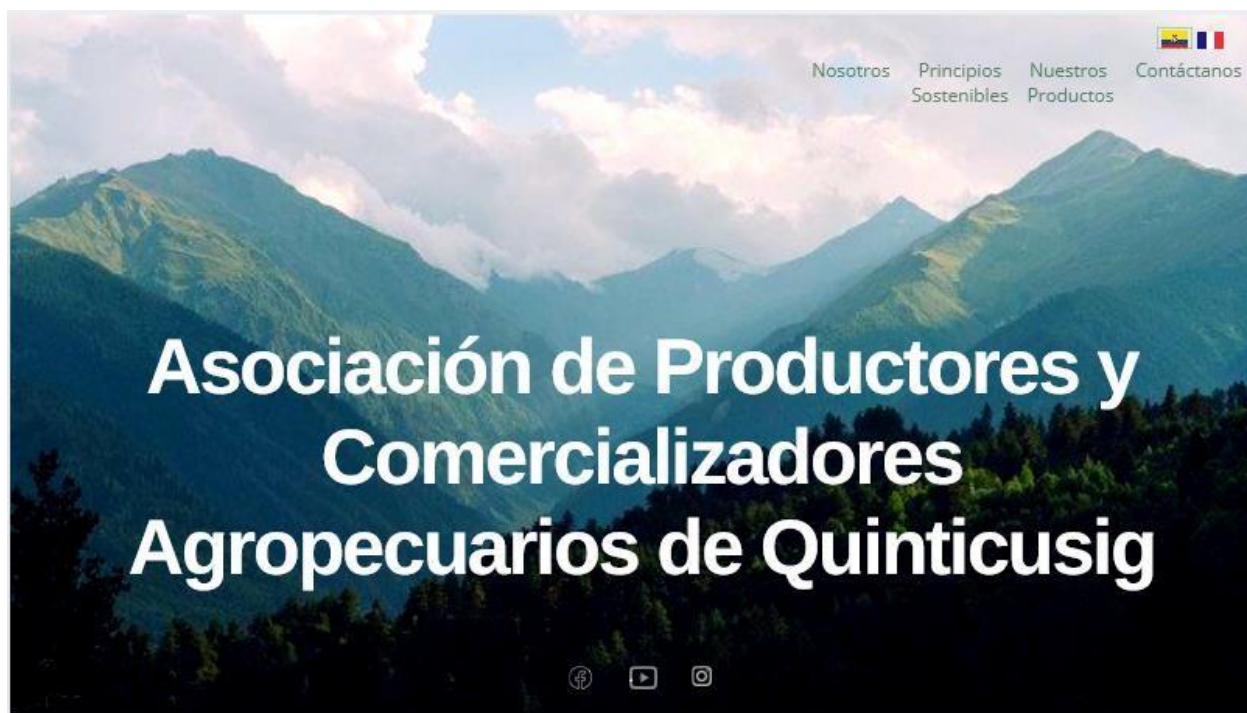 Nosotros
Principios
Sostenibles
Nuestros
Productos
Contáctanos
Asociación de Productores y
Comercializadores
Agropecuarios de Quinticusig